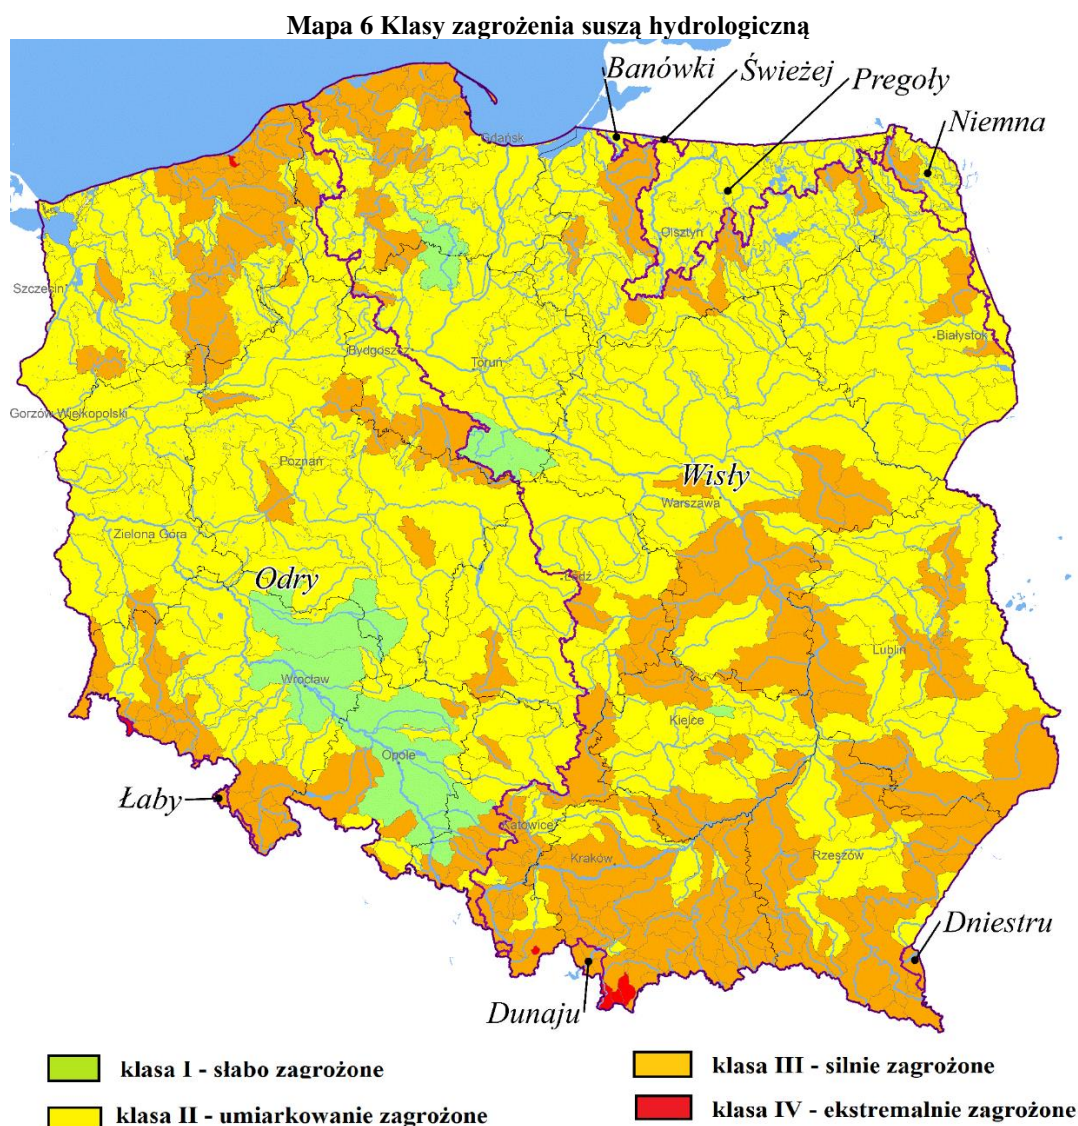 Mapa 6 Klasy zagrożenia suszą hydrologiczną
Banówki
Świeżej
Pregoły
Niemna
Gdańsk
Olsztyn
Szczecin
Białystok
Bydgoszcz
Toruń
Gorzów Wielkopolski
Poznań
Wisły
Warszawa
Zielona Góra
Odry
Łódź
Lublin
Wrocław
Kielce
Opole
Łaby
Katowice
Kraków
Rzeszów
Dniestru
Dunaju
klasa I - słabo zagrożone
klasa III - silnie zagrożone
klasa II - umiarkowanie zagrożone
klasa IV - ekstremalnie zagrożone